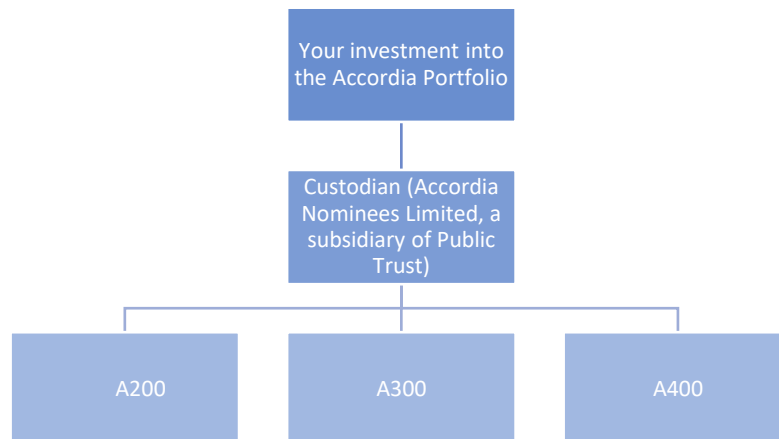 Your investment into
the Accordia Portfolio
Custodian (Accordia
Nominees Limited, a
subsidiary of Public
Trust)
A200
A300
A400